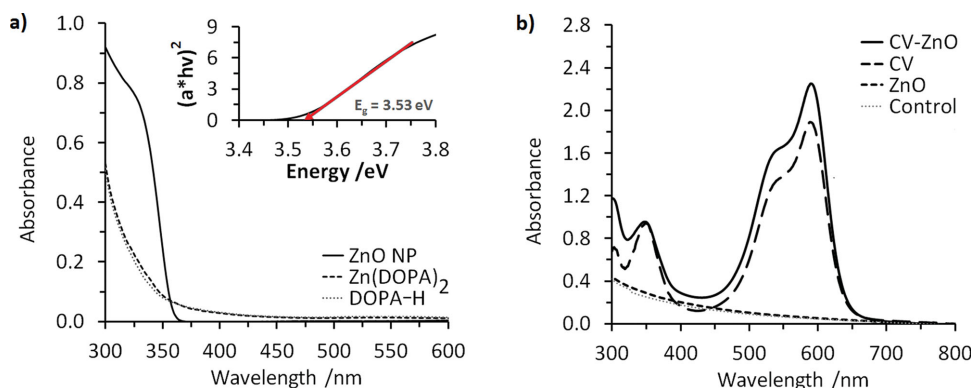 a)
1.0
0.8
0.6
0.4
0.2
0.0
Absorbance
300 350 400 450 500 550 600
Wavelength /nm
ZnO NP
Zn(DOPA)2
DOPA-H
(a*hv)2
9
6
3
0
Eg = 3.53 eV
3.4 3.5 3.6 3.7 3.8
Energy /eV
b)
2.8
2.4
2.0
1.6
1.2
0.8
0.4
0.0
Absorbance
300 400 500 600 700 800
Wavelength /nm
CV-ZnO
CV
ZnO
Control